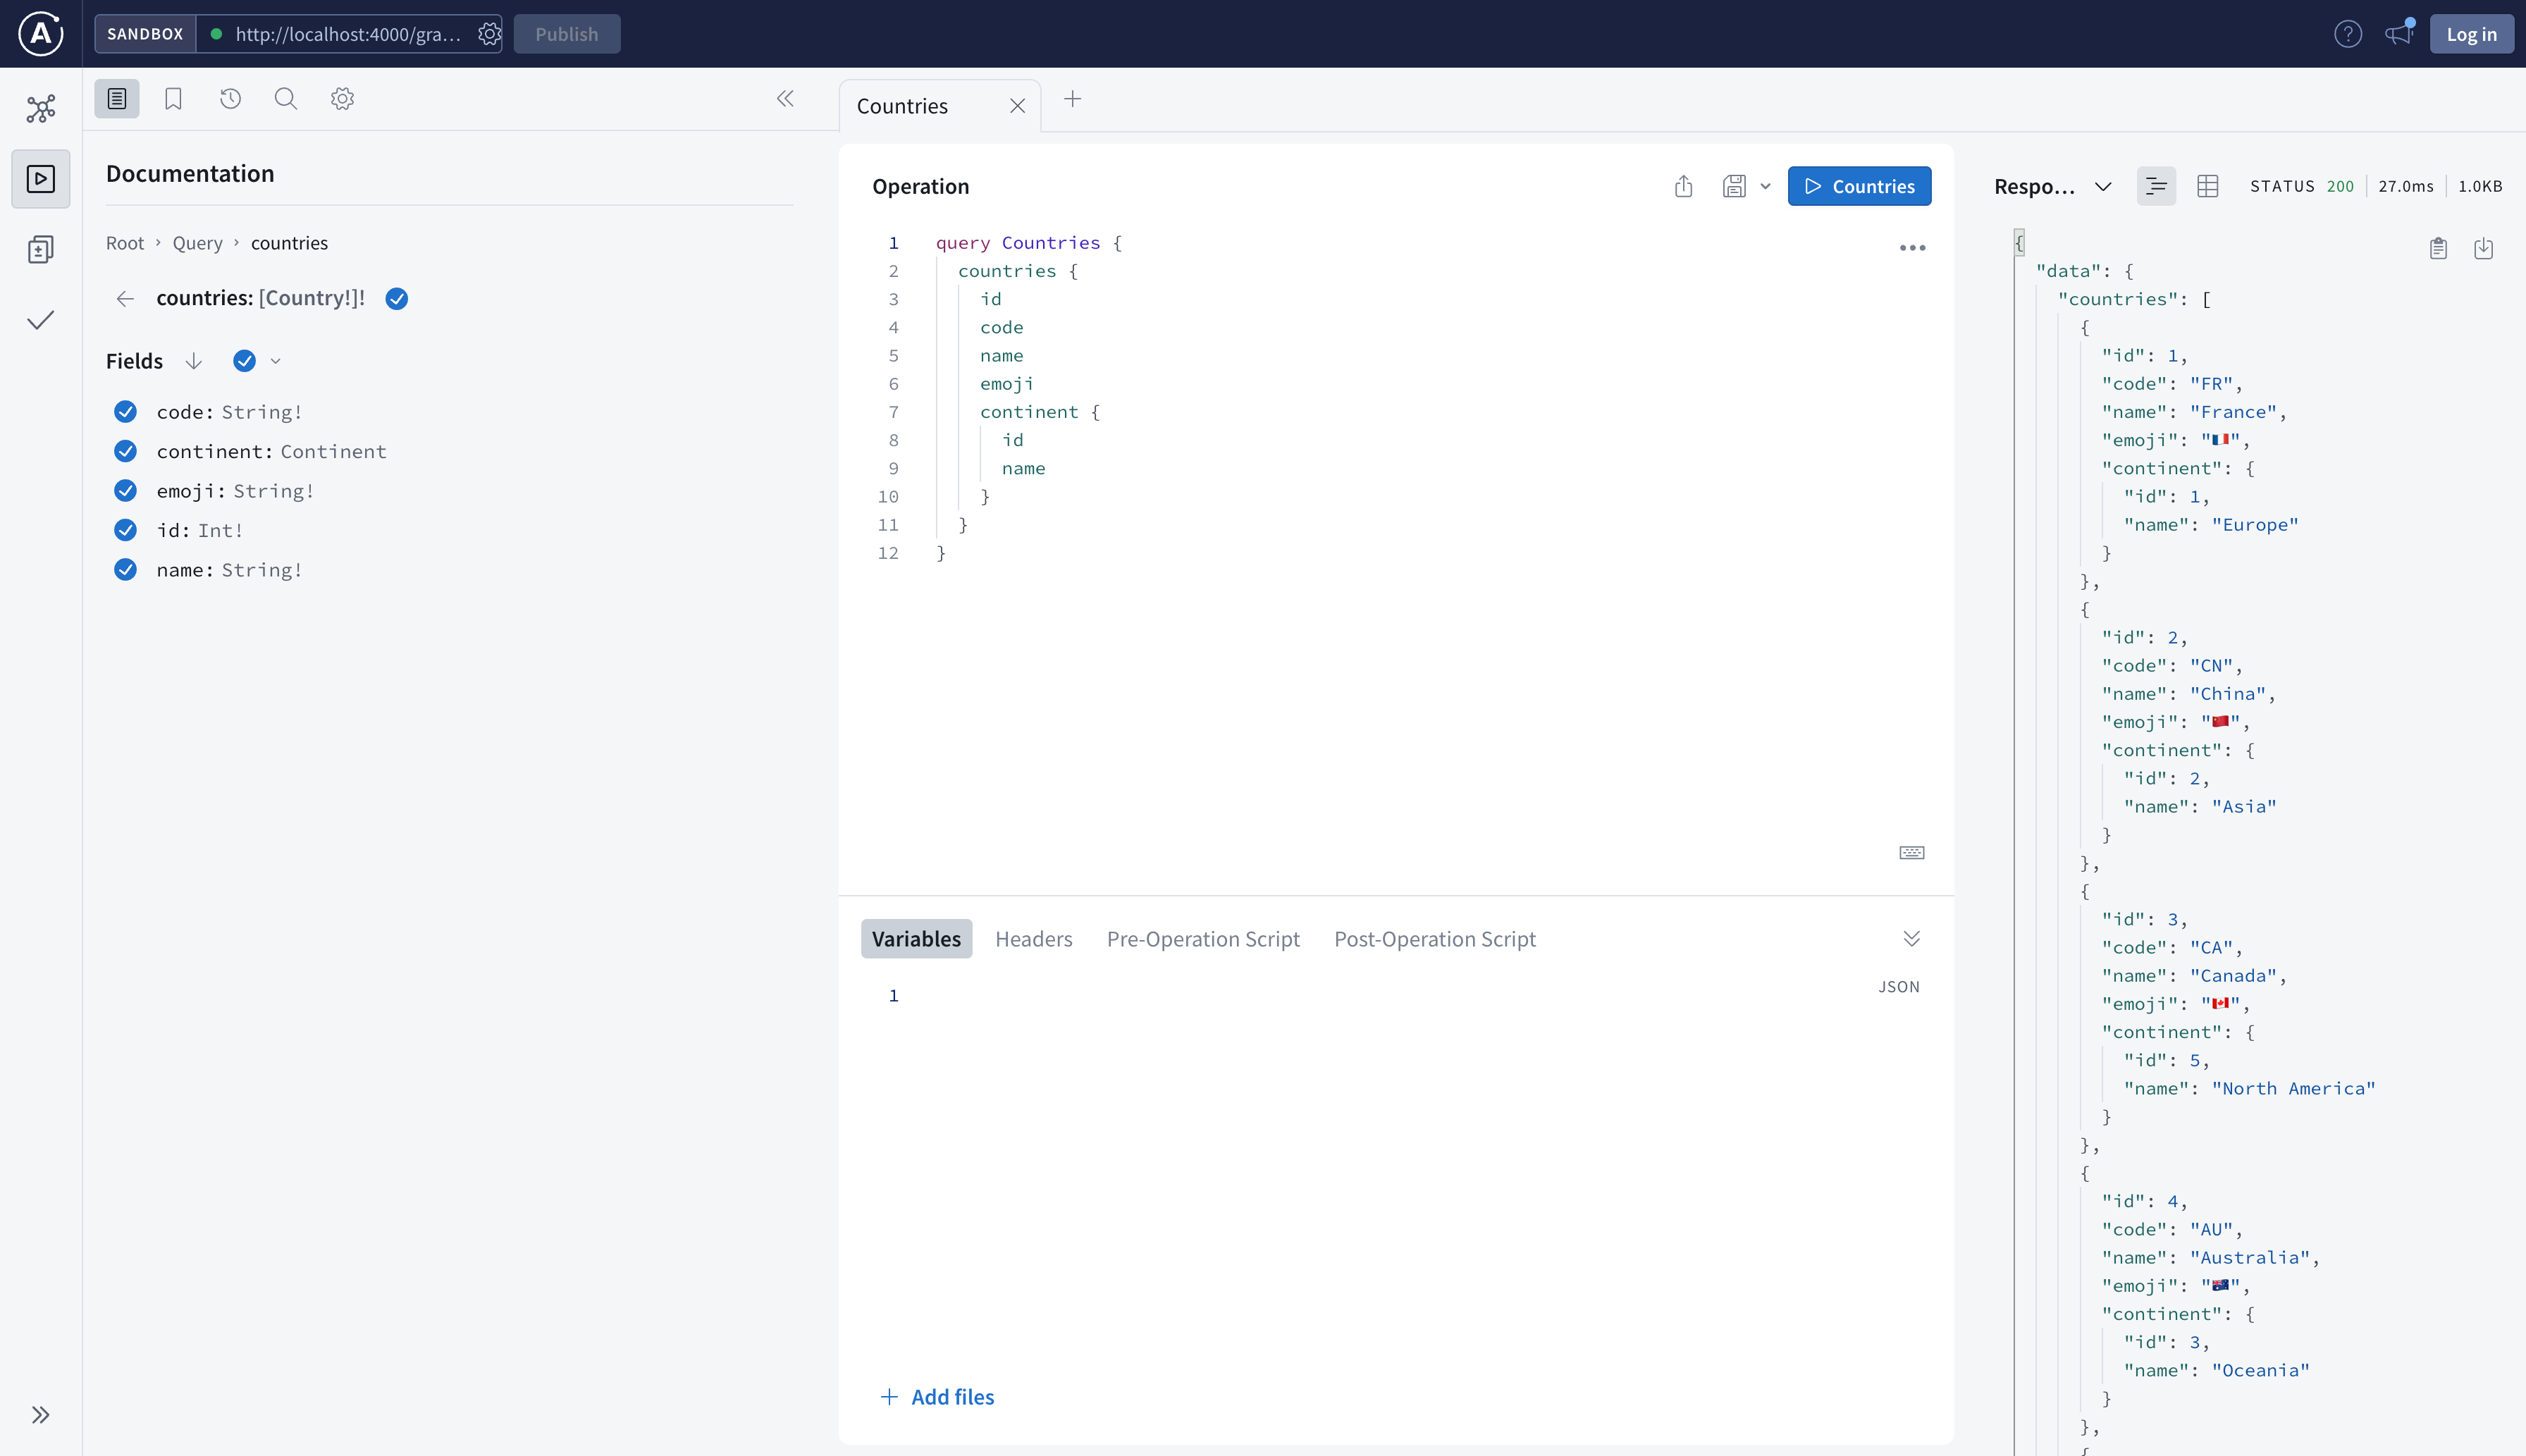 SANDBOX
http://localhost:4000/gra...
Publish
Log in
Documentation
Root › Query › countries
countries: [Country!]!
Fields
code: String!
continent: Continent
emoji: String!
id: Int!
name: String!
Countries
Operation
Countries
1 query Countries {
2 countries {
3 id
4 code
5 name
6 emoji
7 continent {
8 id
9 name
10 }
11 }
12 }
Variables Headers Pre-Operation Script Post-Operation Script
JSON
1
Add files
Respo... STATUS 200 27.0ms 1.0KB
{
"data": {
"countries": [
{
"id": 1,
"code": "FR",
"name": "France",
"emoji": "🇫🇷",
"continent": {
"id": 1,
"name": "Europe"
}
},
{
"id": 2,
"code": "CN",
"name": "China",
"emoji": "🇨🇳",
"continent": {
"id": 2,
"name": "Asia"
}
},
{
"id": 3,
"code": "CA",
"name": "Canada",
"emoji": "🇨🇦",
"continent": {
"id": 5,
"name": "North America"
}
},
{
"id": 4,
"code": "AU",
"name": "Australia",
"emoji": "🇦🇺",
"continent": {
"id": 3,
"name": "Oceania"
}
},
{